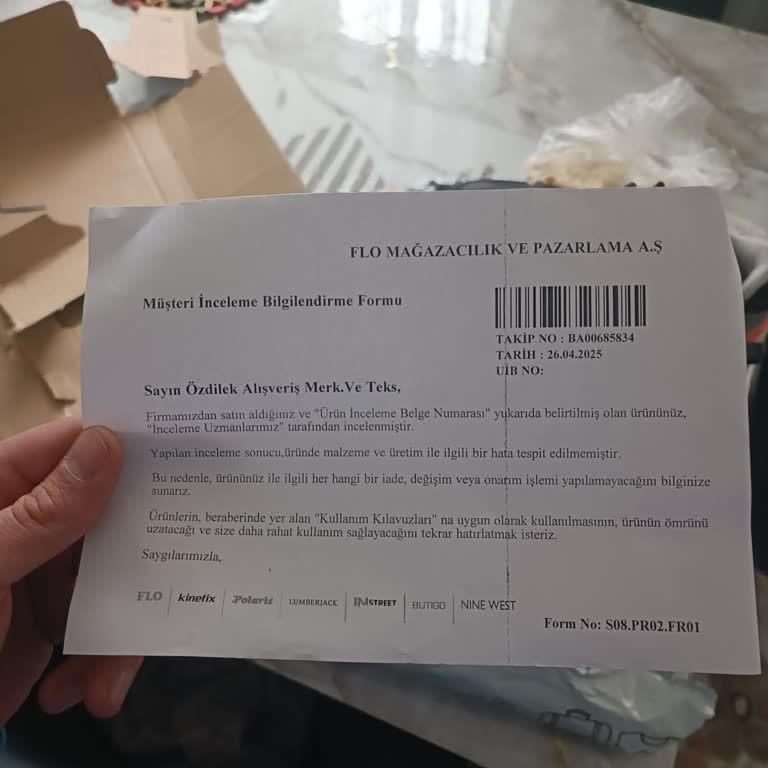 FLO MAĞAZACILIK VE PAZARLAMA A.Ş
Müşteri İnceleme Bilgilendirme Formu
TAKİP NO : BA00685834
TARİH : 26.04.2025
UİB NO:
Sayın Özdilek Alışveriş Merk.Ve Teks,
Firmamızdan satın aldığınız ve "Ürün İnceleme Belge Numarası" yukarıda belirtilmiş olan ürününüz,
"İnceleme Uzmanlarımız" tarafından incelenmiştir.
Yapılan inceleme sonucu,üründe malzeme ve üretim ile ilgili bir hata tespit edilmemiştir.
Bu nedenle, ürününüz ile ilgili her hangi bir iade, değişim veya onarım işlemi yapılamayacağını bilginize
sunarız.
Ürünlerin, beraberinde yer alan "Kullanım Kılavuzları" na uygun olarak kullanılmasının, ürünün ömrünü
uzatacağı ve size daha rahat kullanım sağlayacağını tekrar hatırlatmak isteriz.
Saygılarımızla,
FLO kinetix Polaris LUMBERJACK INSTREET BUTIGO NINE WEST
Form No: S08.PR02.FR01